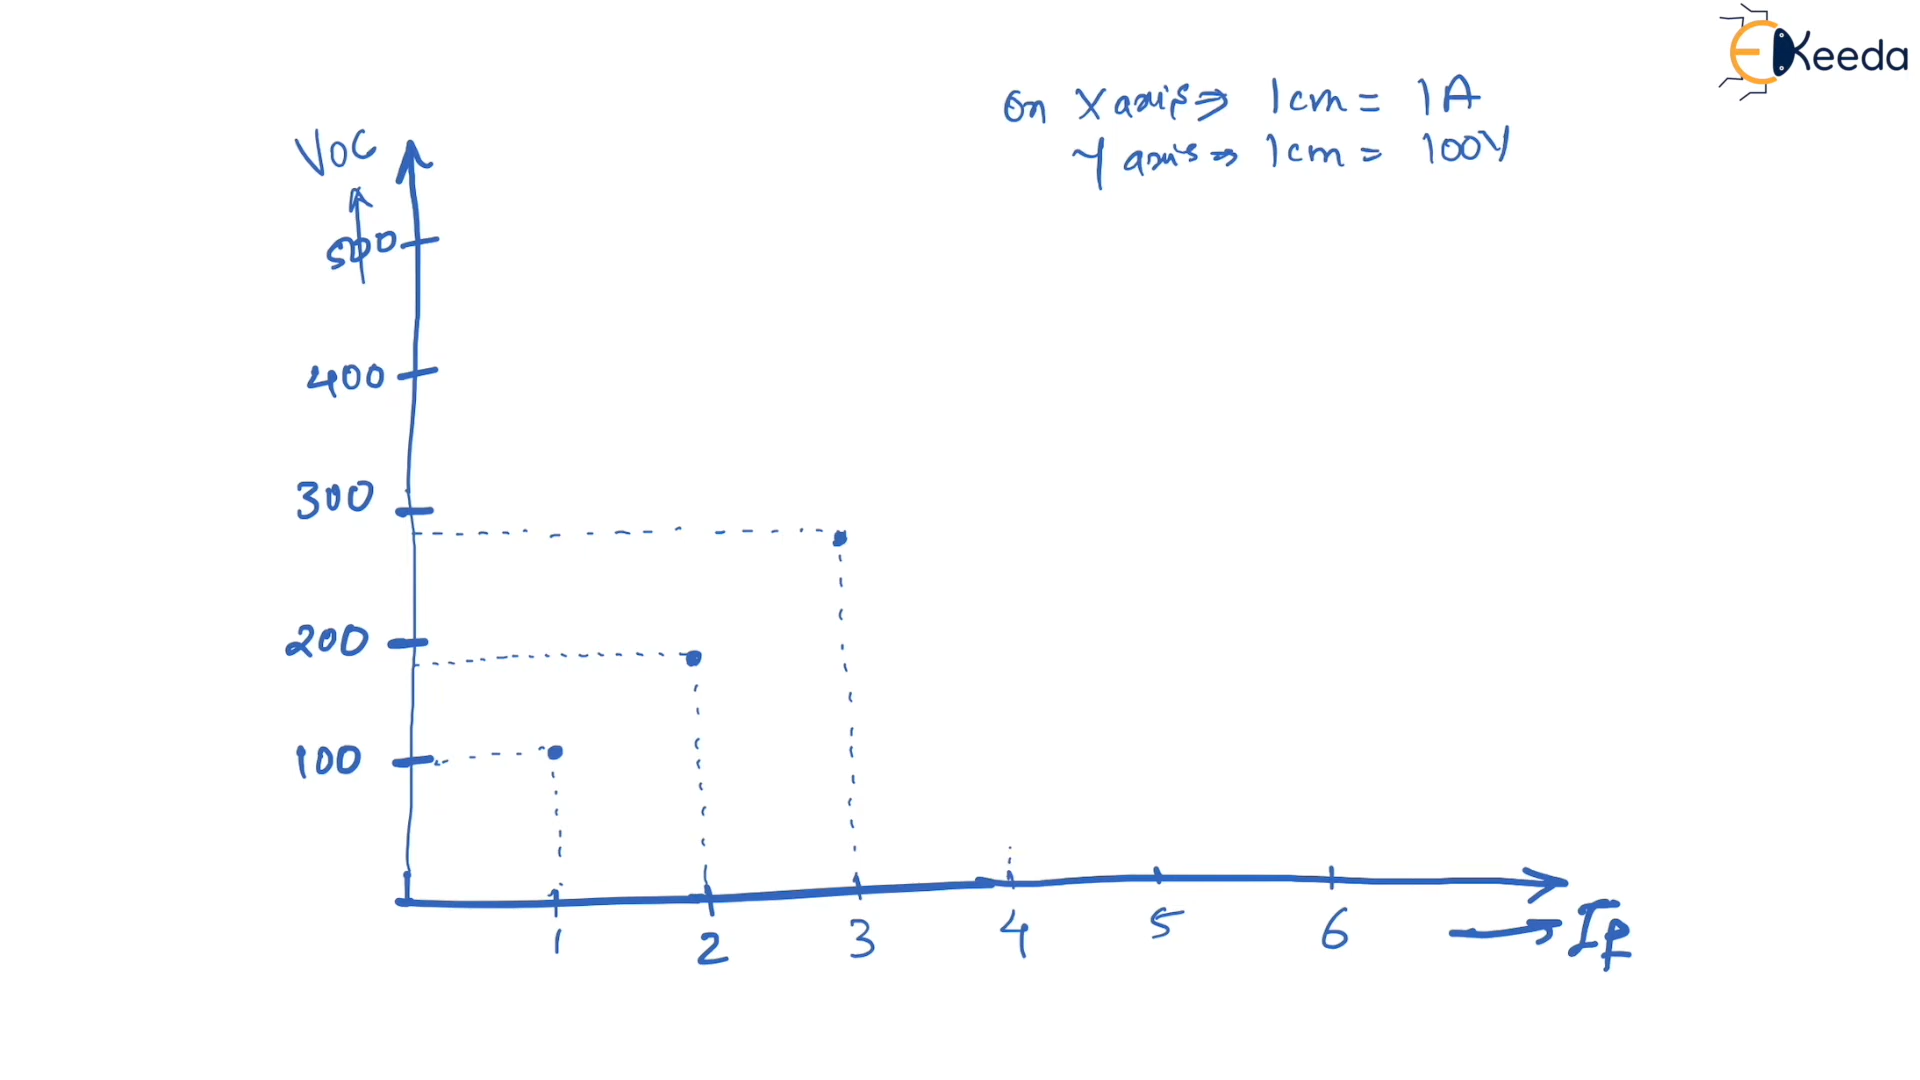 EKeeda
On X axis ⇒ 1cm = 1A
Y axis ⇒ 1cm = 100V
VOC
500
400
300
200
100
1 2 3 4 5 6
If